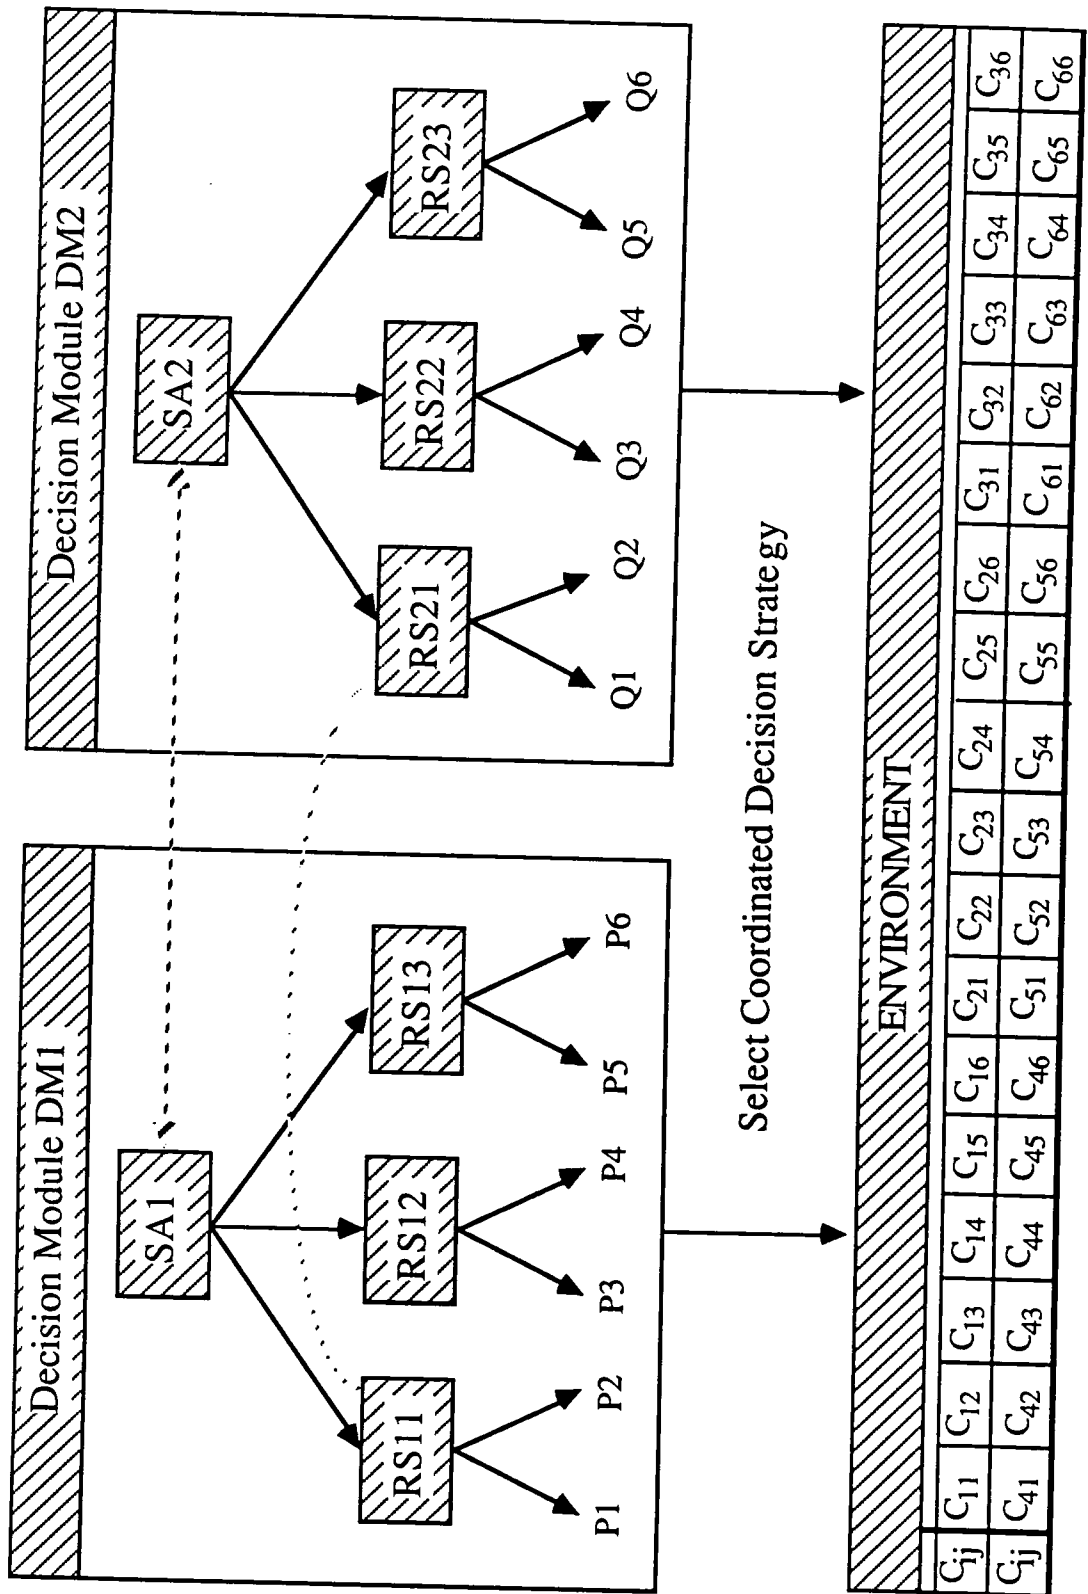 Decision Module DM1
Decision Module DM2
SA1
SA2
RS11
RS12
RS13
RS21
RS22
RS23
P1
P2
P3
P4
P5
P6
Q1
Q2
Q3
Q4
Q5
Q6
Select Coordinated Decision Strategy
ENVIRONMENT
Cij C11 C12 C13 C14 C15 C16 C21 C22 C23 C24 C25 C26 C31 C32 C33 C34 C35 C36
Cij C41 C42 C43 C44 C45 C46 C51 C52 C53 C54 C55 C56 C61 C62 C63 C64 C65 C66